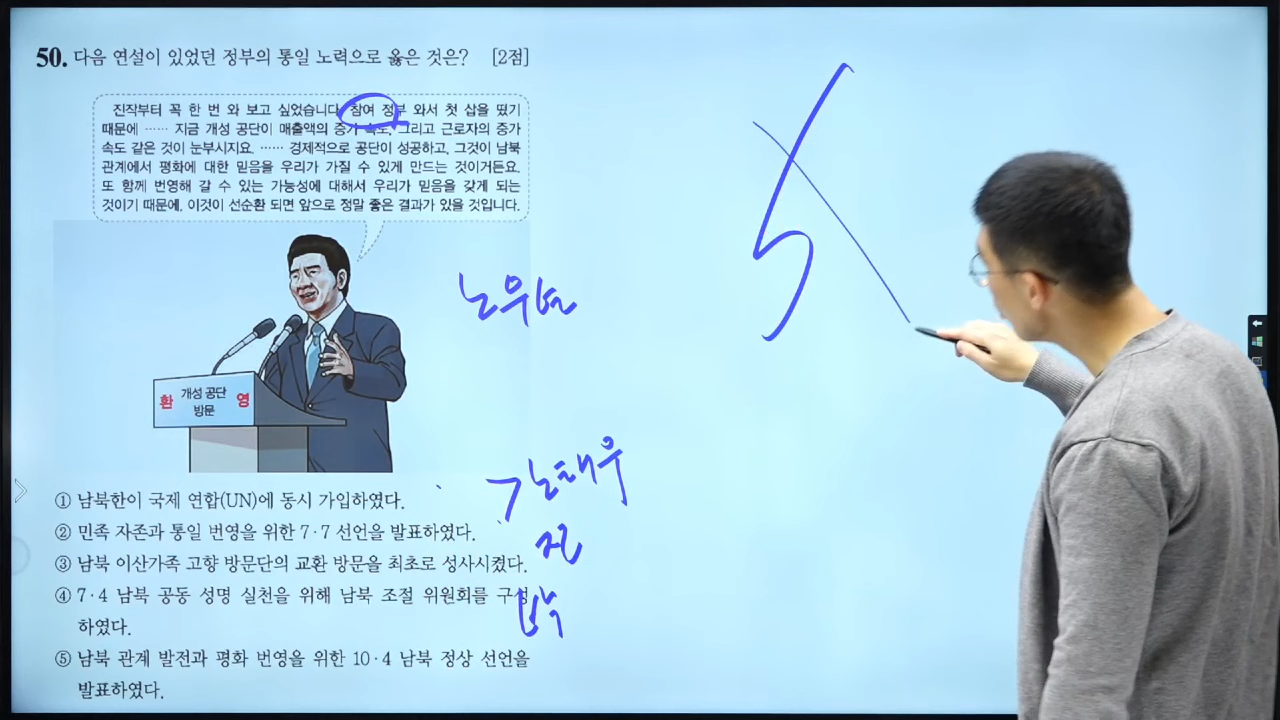 50. 다음 연설이 있었던 정부의 통일 노력으로 옳은 것은? [2점]
진작부터 꼭 한 번 와 보고 싶었습니다. 참여 정부 와서 첫 삽을 떴기
때문에 …… 지금 개성 공단이 매출액의 증가 속도, 그리고 근로자의 증가
속도 같은 것이 눈부시지요. …… 경제적으로 공단이 성공하고, 그것이 남북
관계에서 평화에 대한 믿음을 우리가 가질 수 있게 만드는 것이거든요.
또 함께 번영해 갈 수 있는 가능성에 대해서 우리가 믿음을 갖게 되는
것이기 때문에, 이것이 선순환 되면 앞으로 정말 좋은 결과가 있을 것입니다.
환 개성 공단 영
방문
① 남북한이 국제 연합(UN)에 동시 가입하였다.
② 민족 자존과 통일 번영을 위한 7·7 선언을 발표하였다.
노태우
③ 남북 이산가족 고향 방문단의 교환 방문을 최초로 성사시켰다.
전
④ 7·4 남북 공동 성명 실천을 위해 남북 조절 위원회를 구성
하였다.
박
⑤ 남북 관계 발전과 평화 번영을 위한 10·4 남북 정상 선언을
발표하였다.